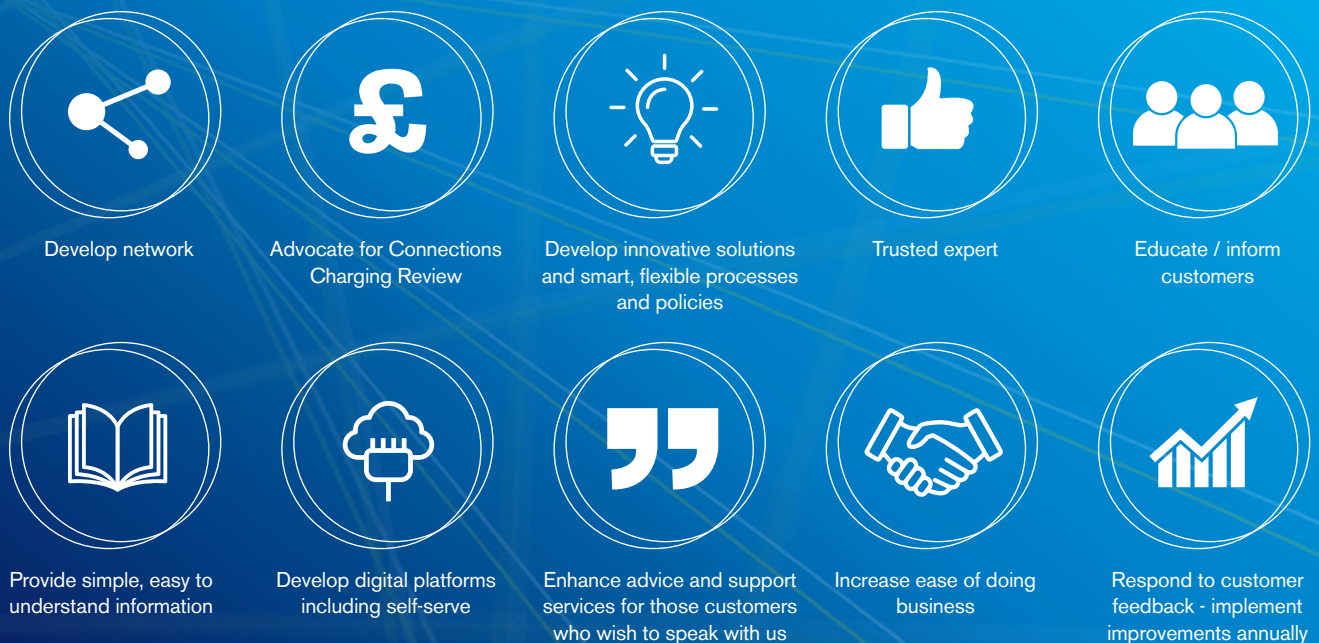 £
Develop network
Advocate for Connections
Charging Review
Develop innovative solutions
and smart, flexible processes
and policies
Trusted expert
Educate / inform
customers
Provide simple, easy to
understand information
Develop digital platforms
including self-serve
Enhance advice and support
services for those customers
who wish to speak with us
Increase ease of doing
business
Respond to customer
feedback - implement
improvements annually